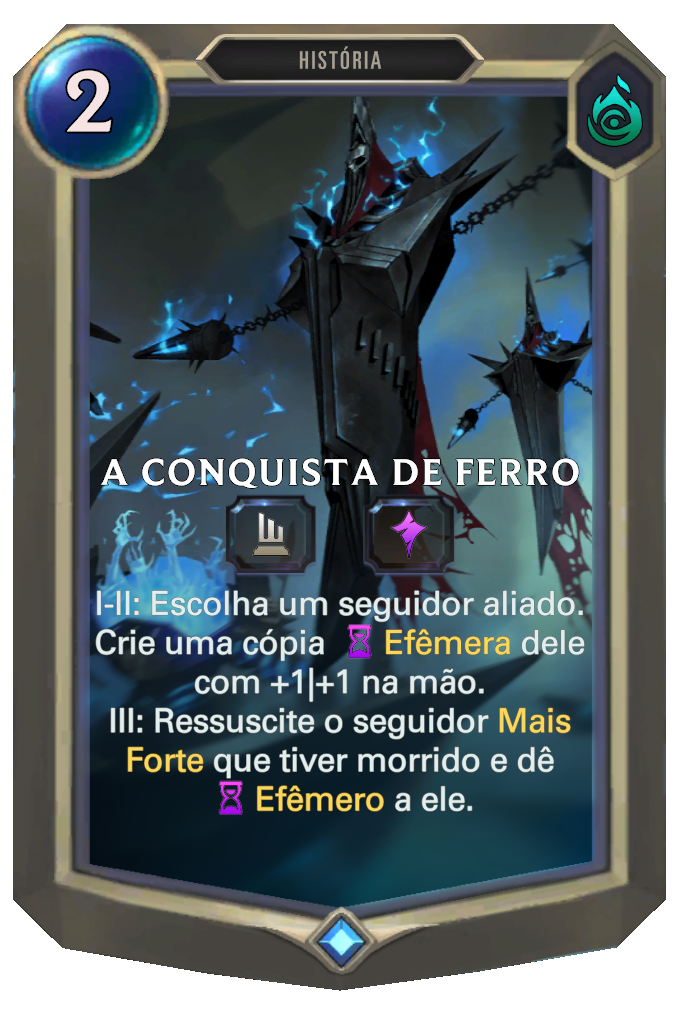 HISTÓRIA
2
A CONQUISTA DE FERRO
I-II: Escolha um seguidor aliado.
Crie uma cópia Efêmera dele
com +1|+1 na mão.
III: Ressuscite o seguidor Mais
Forte que tiver morrido e dê
Efêmero a ele.